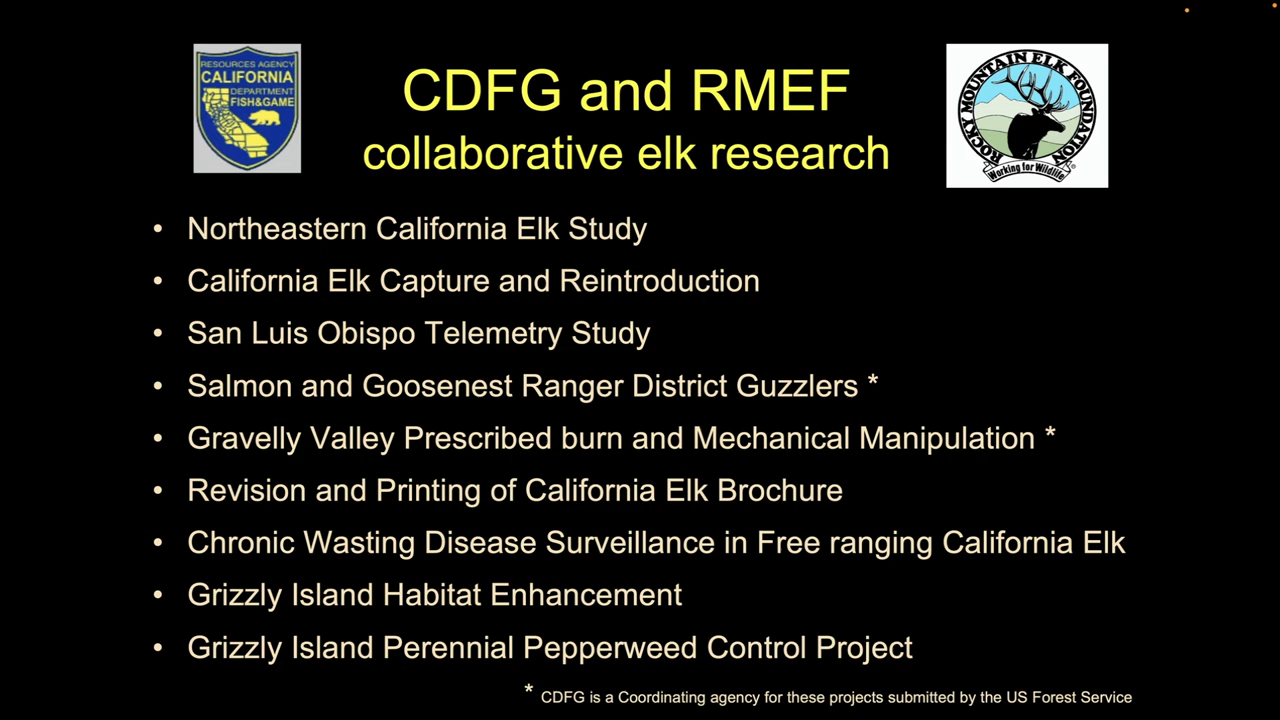 RESOURCES AGENCY
CALIFORNIA
DEPARTMENT
FISH&GAME
CDFG and RMEF
collaborative elk research
ROCKY MOUNTAIN ELK FOUNDATION
Working for Wildlife
• Northeastern California Elk Study
• California Elk Capture and Reintroduction
• San Luis Obispo Telemetry Study
• Salmon and Goosenest Ranger District Guzzlers *
• Gravelly Valley Prescribed burn and Mechanical Manipulation *
• Revision and Printing of California Elk Brochure
• Chronic Wasting Disease Surveillance in Free ranging California Elk
• Grizzly Island Habitat Enhancement
• Grizzly Island Perennial Pepperweed Control Project
* CDFG is a Coordinating agency for these projects submitted by the US Forest Service